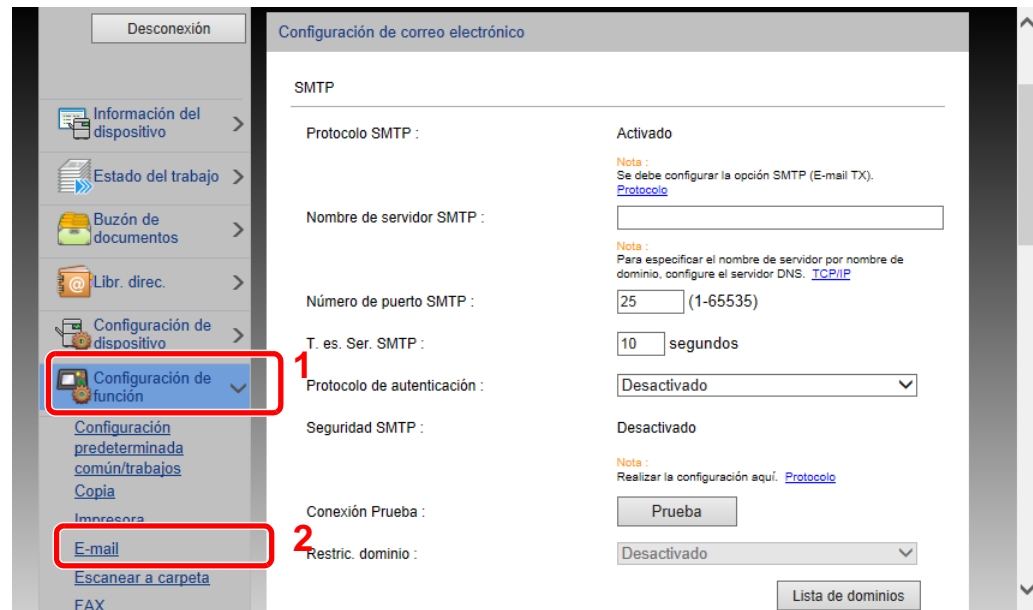 Desconexión
Información del
dispositivo
Estado del trabajo
Buzón de
documentos
Libr. direc.
Configuración de
dispositivo
1
Configuración de
función
Configuración
predeterminada
común/trabajos
Copia
Impresora
2
E-mail
Escanear a carpeta
FAX
Configuración de correo electrónico
SMTP
Protocolo SMTP : Activado
Nota :
Se debe configurar la opción SMTP (E-mail TX).
Protocolo
Nombre de servidor SMTP :
Nota :
Para especificar el nombre de servidor por nombre de
dominio, configure el servidor DNS. TCP/IP
Número de puerto SMTP : 25 (1-65535)
T. es. Ser. SMTP : 10 segundos
Protocolo de autenticación : Desactivado
Seguridad SMTP : Desactivado
Nota :
Realizar la configuración aquí. Protocolo
Conexión Prueba : Prueba
Restric. dominio : Desactivado
Lista de dominios